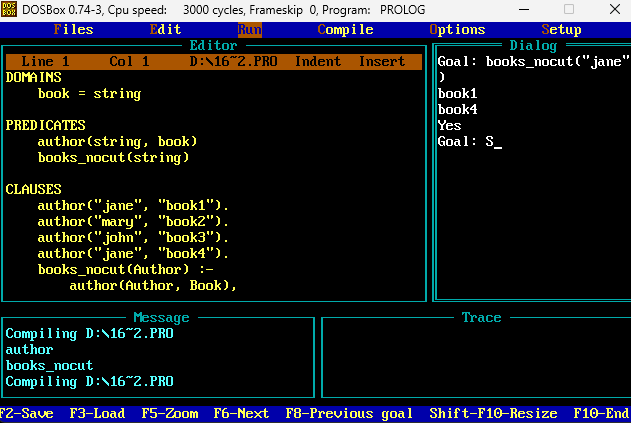 DOS BOX DOSBox 0.74-3, Cpu speed: 3000 cycles, Frameskip 0, Program: PROLOG
Files Edit Run Compile Options Setup
Editor
Line 1 Col 1 D:\16~2.PRO Indent Insert
DOMAINS
book = string
PREDICATES
author(string, book)
books_nocut(string)
CLAUSES
author("jane", "book1").
author("mary", "book2").
author("john", "book3").
author("jane", "book4").
books_nocut(Author) :-
author(Author, Book),
Dialog
Goal: books_nocut("jane"
)
book1
book4
Yes
Goal: S_
Message
Compiling D:\16~2.PRO
author
books_nocut
Compiling D:\16~2.PRO
Trace
F2-Save F3-Load F5-Zoom F6-Next F8-Previous goal Shift-F10-Resize F10-End